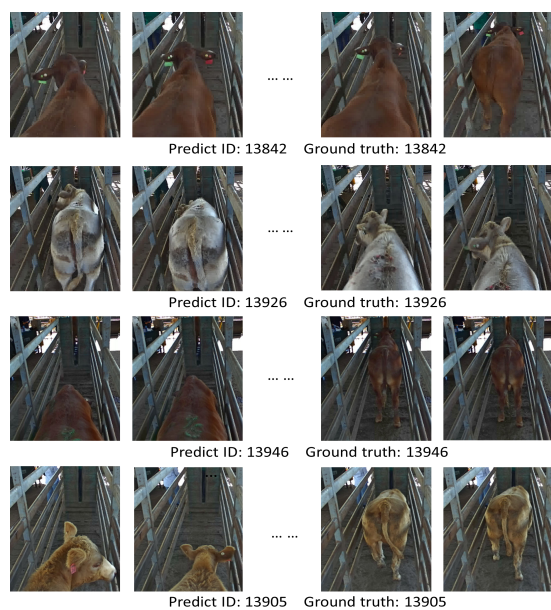 ... ...
Predict ID: 13842 Ground truth: 13842
... ...
Predict ID: 13926 Ground truth: 13926
... ...
Predict ID: 13946 Ground truth: 13946
...
... ...
Predict ID: 13905 Ground truth: 13905